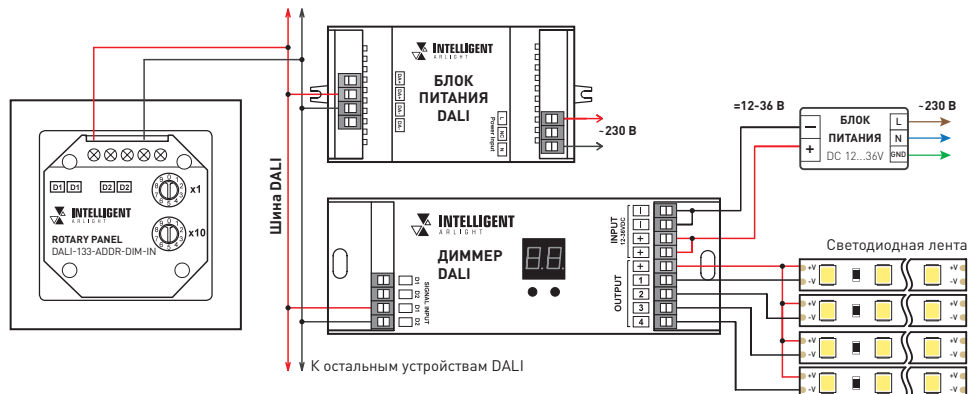 D1 D1 D2 D2
x1
x10
INTELLIGENT
ARLIGHT
ROTARY PANEL
DALI-133-ADDR-DIM-IN
Шина DALI
INTELLIGENT
ARLIGHT
БЛОК
ПИТАНИЯ
DALI
DA+
DA+
DA-
DA-
L
NC
N
Power Input
~230 В
=12-36 В
~230 В
БЛОК
ПИТАНИЯ
DC 12...36V
−
+
L
N
GND
INTELLIGENT
ARLIGHT
ДИММЕР
DALI
8.8.
D1
D2
D1
D2
SIGNAL INPUT
INPUT
12-36VDC
−
−
+
+
OUTPUT
+
1
2
3
4
Светодиодная лента
+V +V
-V -V
+V +V
-V -V
+V +V
-V -V
+V +V
-V -V
К остальным устройствам DALI